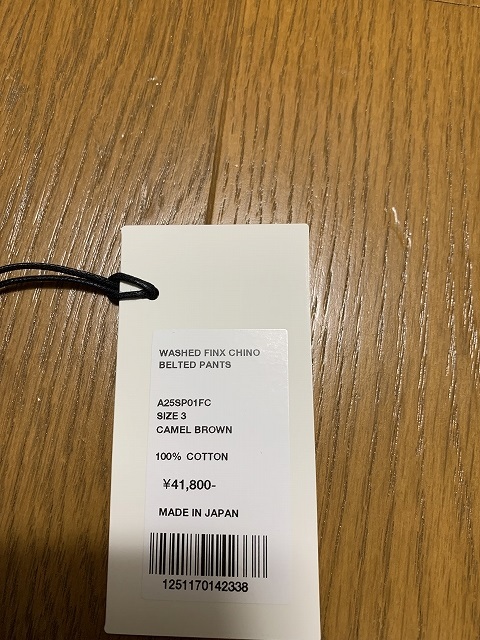 WASHED FINX CHINO
BELTED PANTS
A25SP01FC
SIZE 3
CAMEL BROWN
100% COTTON
¥41,800-
MADE IN JAPAN
1251170142338